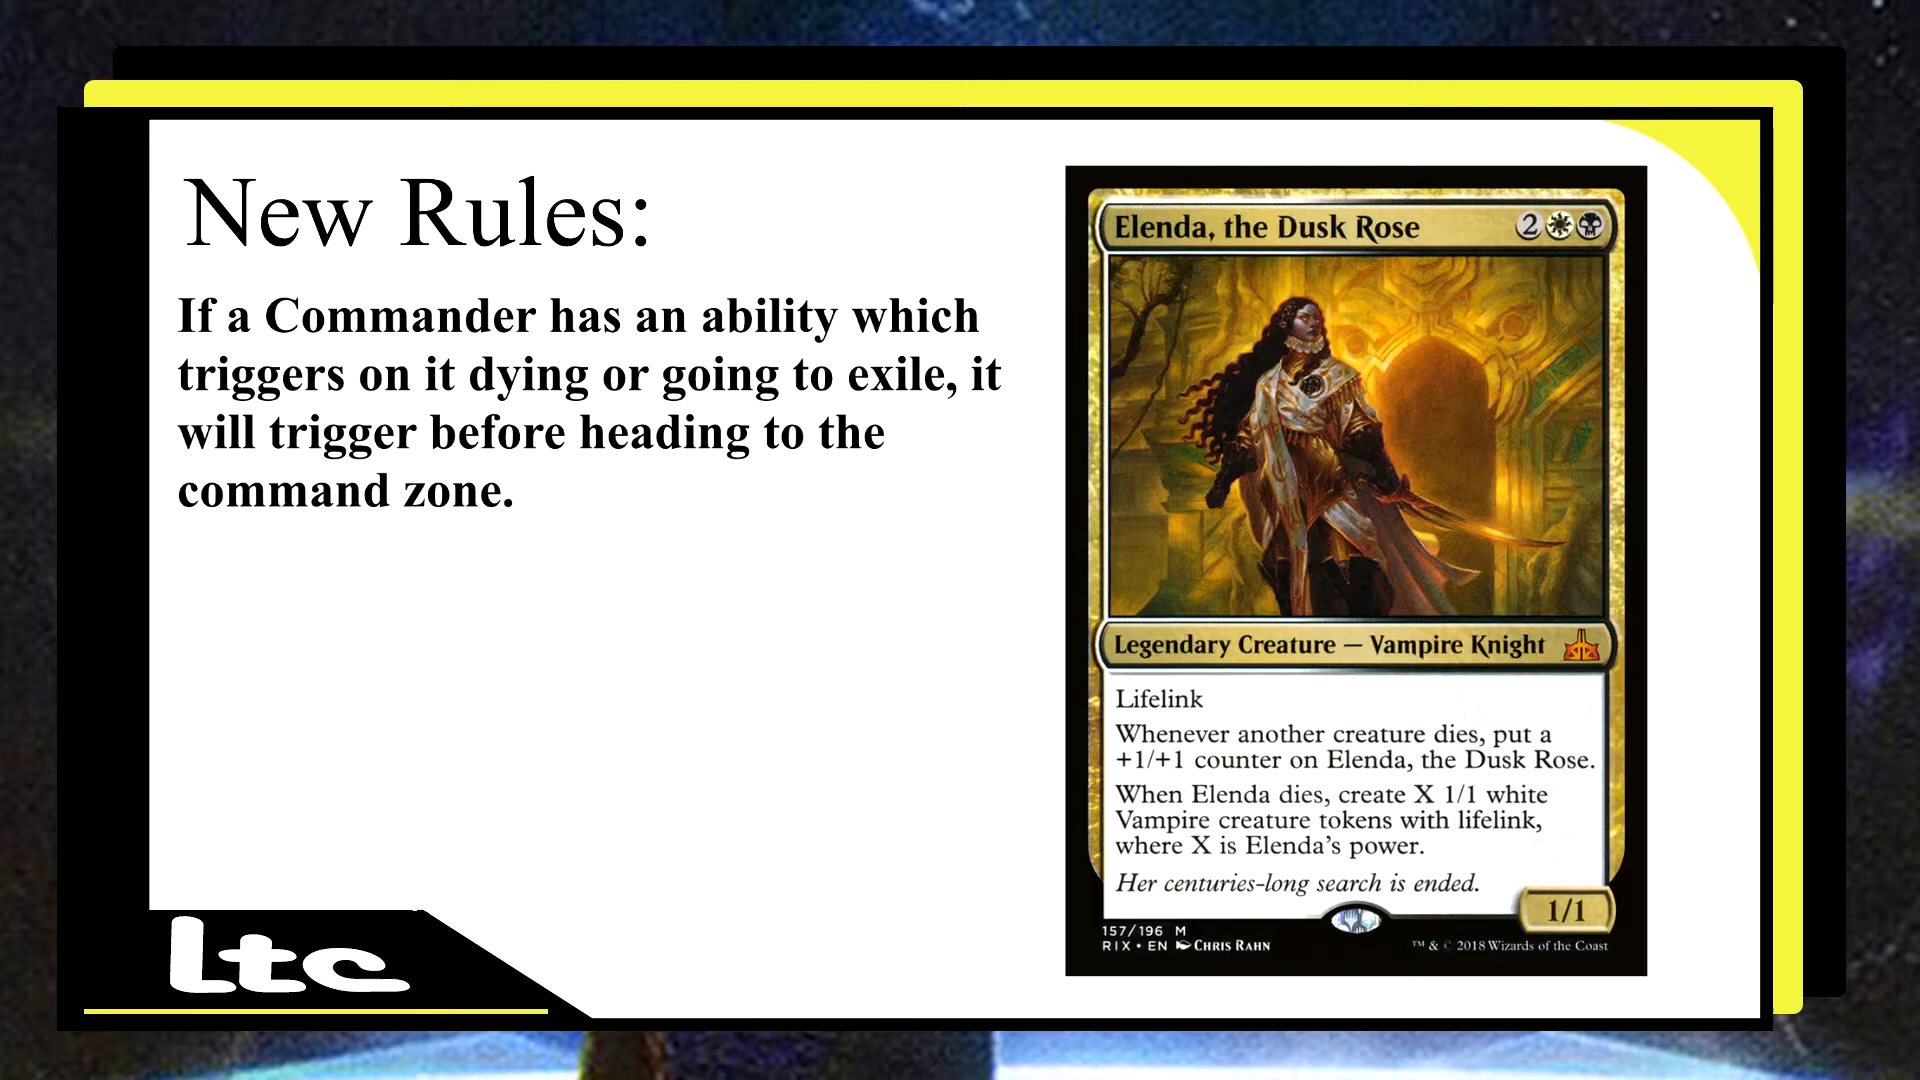 New Rules:
If a Commander has an ability which
triggers on it dying or going to exile, it
will trigger before heading to the
command zone.
Elenda, the Dusk Rose 2
Legendary Creature — Vampire Knight
Lifelink
Whenever another creature dies, put a
+1/+1 counter on Elenda, the Dusk Rose.
When Elenda dies, create X 1/1 white
Vampire creature tokens with lifelink,
where X is Elenda's power.
Her centuries-long search is ended.
1/1
157/196 M
RIX • EN Chris Rahn
™ & © 2018 Wizards of the Coast
Ltc